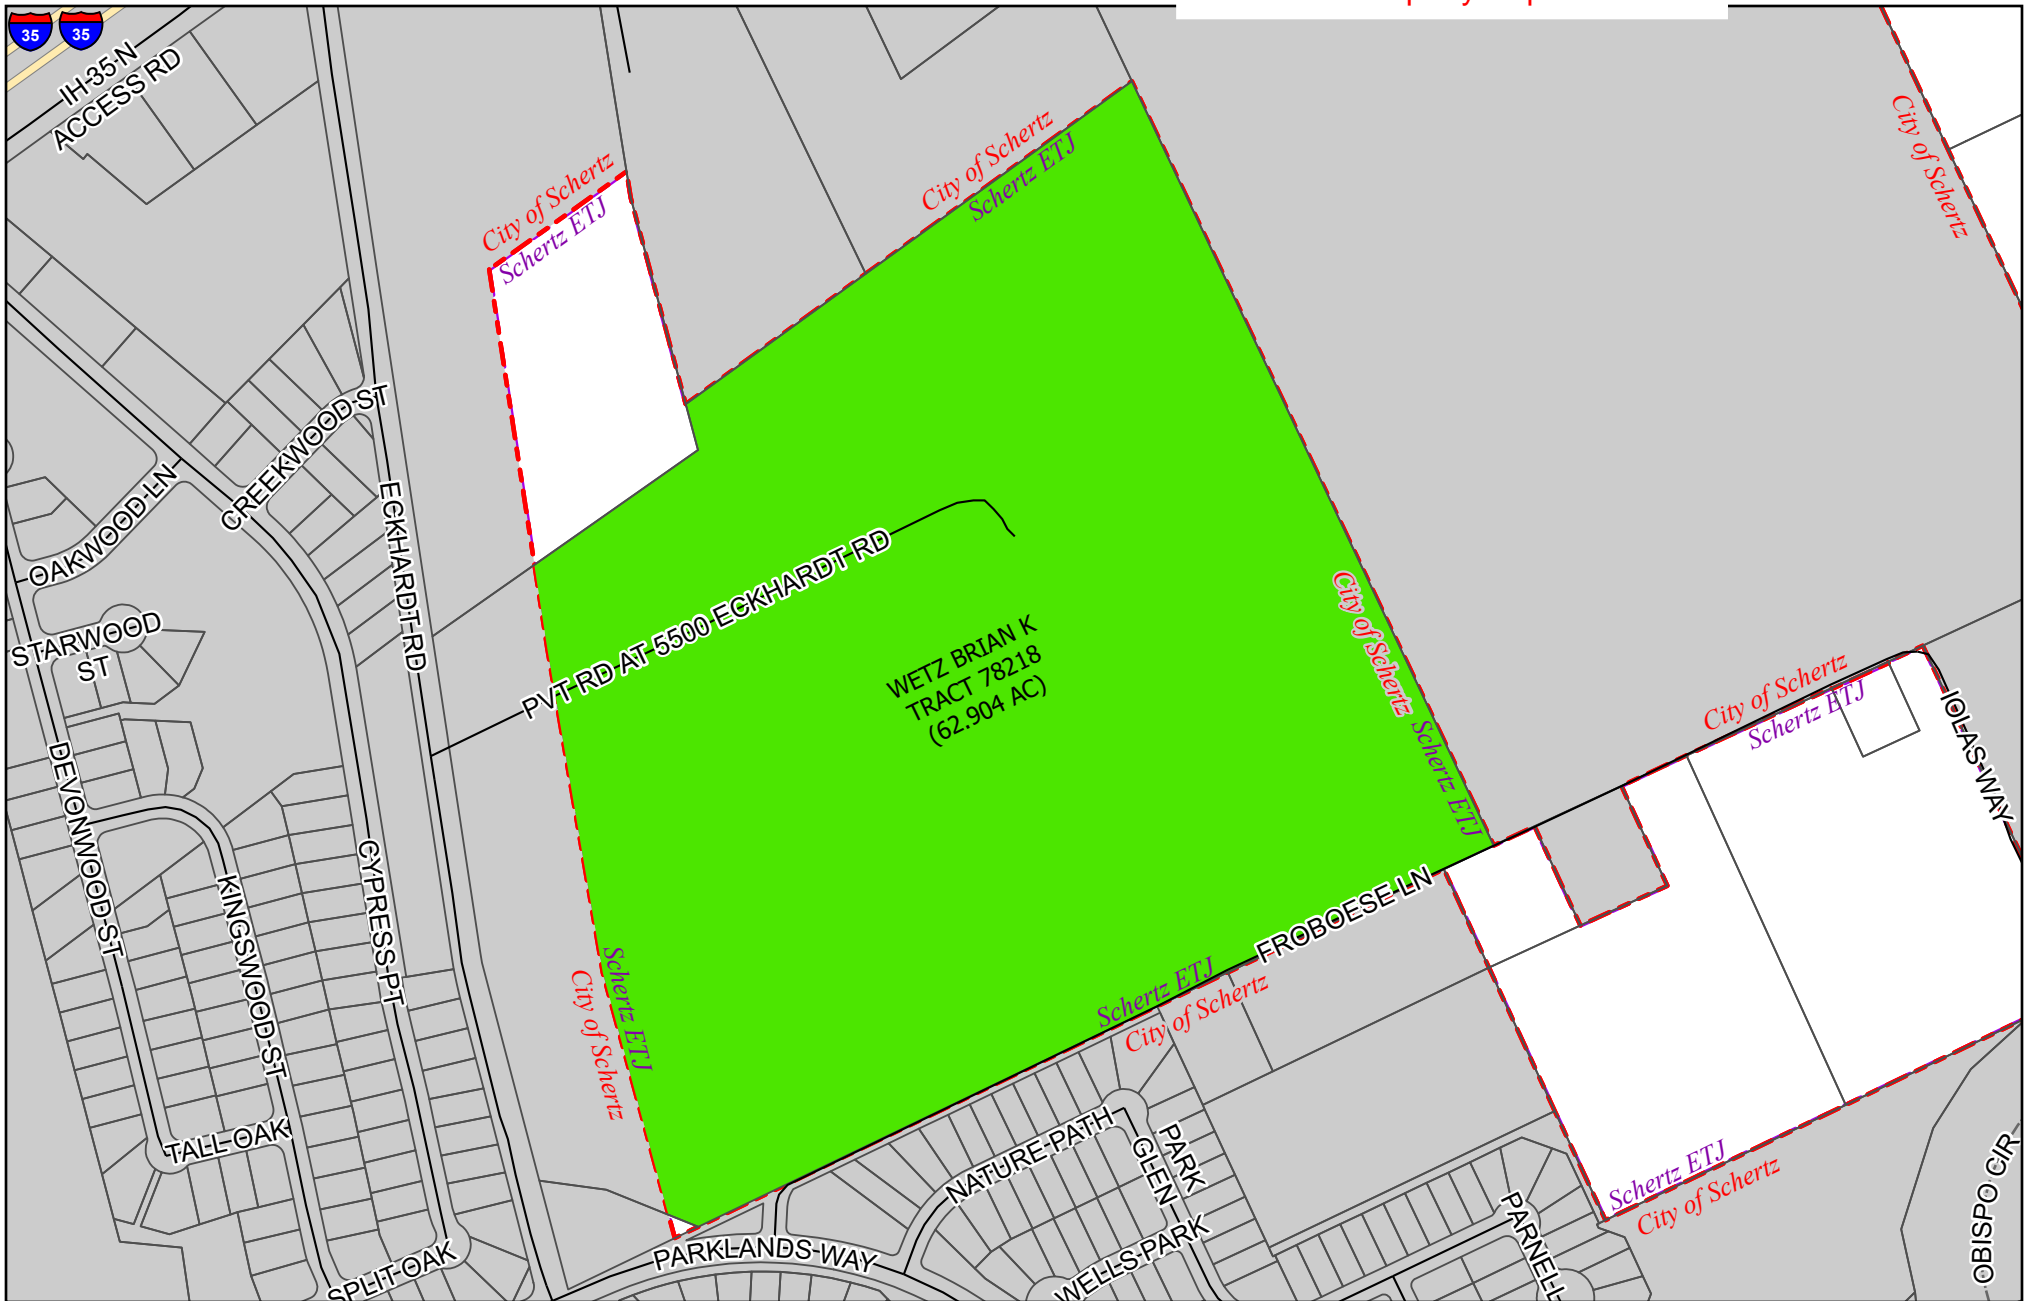 35
35
IH-35 N
ACCESS RD
City of Schertz
Schertz ETJ
City of Schertz
Schertz ETJ
City of Schertz
CREEKWOOD ST
OAKWOOD LN
ECKHARDT RD
STARWOOD
ST
PVT RD AT 5500 ECKHARDT RD
WETZ BRIAN K
TRACT 78218
(62.904 AC)
City of Schertz
Schertz ETJ
City of Schertz
Schertz ETJ
IOLAS WAY
DEVONWOOD ST
KINGSWOOD ST
CYPRESS PT
FROBOESE LN
Schertz ETJ
City of Schertz
Schertz ETJ
City of Schertz
TALL OAK
NATURE PATH
PARK
GLEN
Schertz ETJ
City of Schertz
SPLIT OAK
PARKLANDS WAY
WELLS PARK
PARNELL
OBISPO CIR